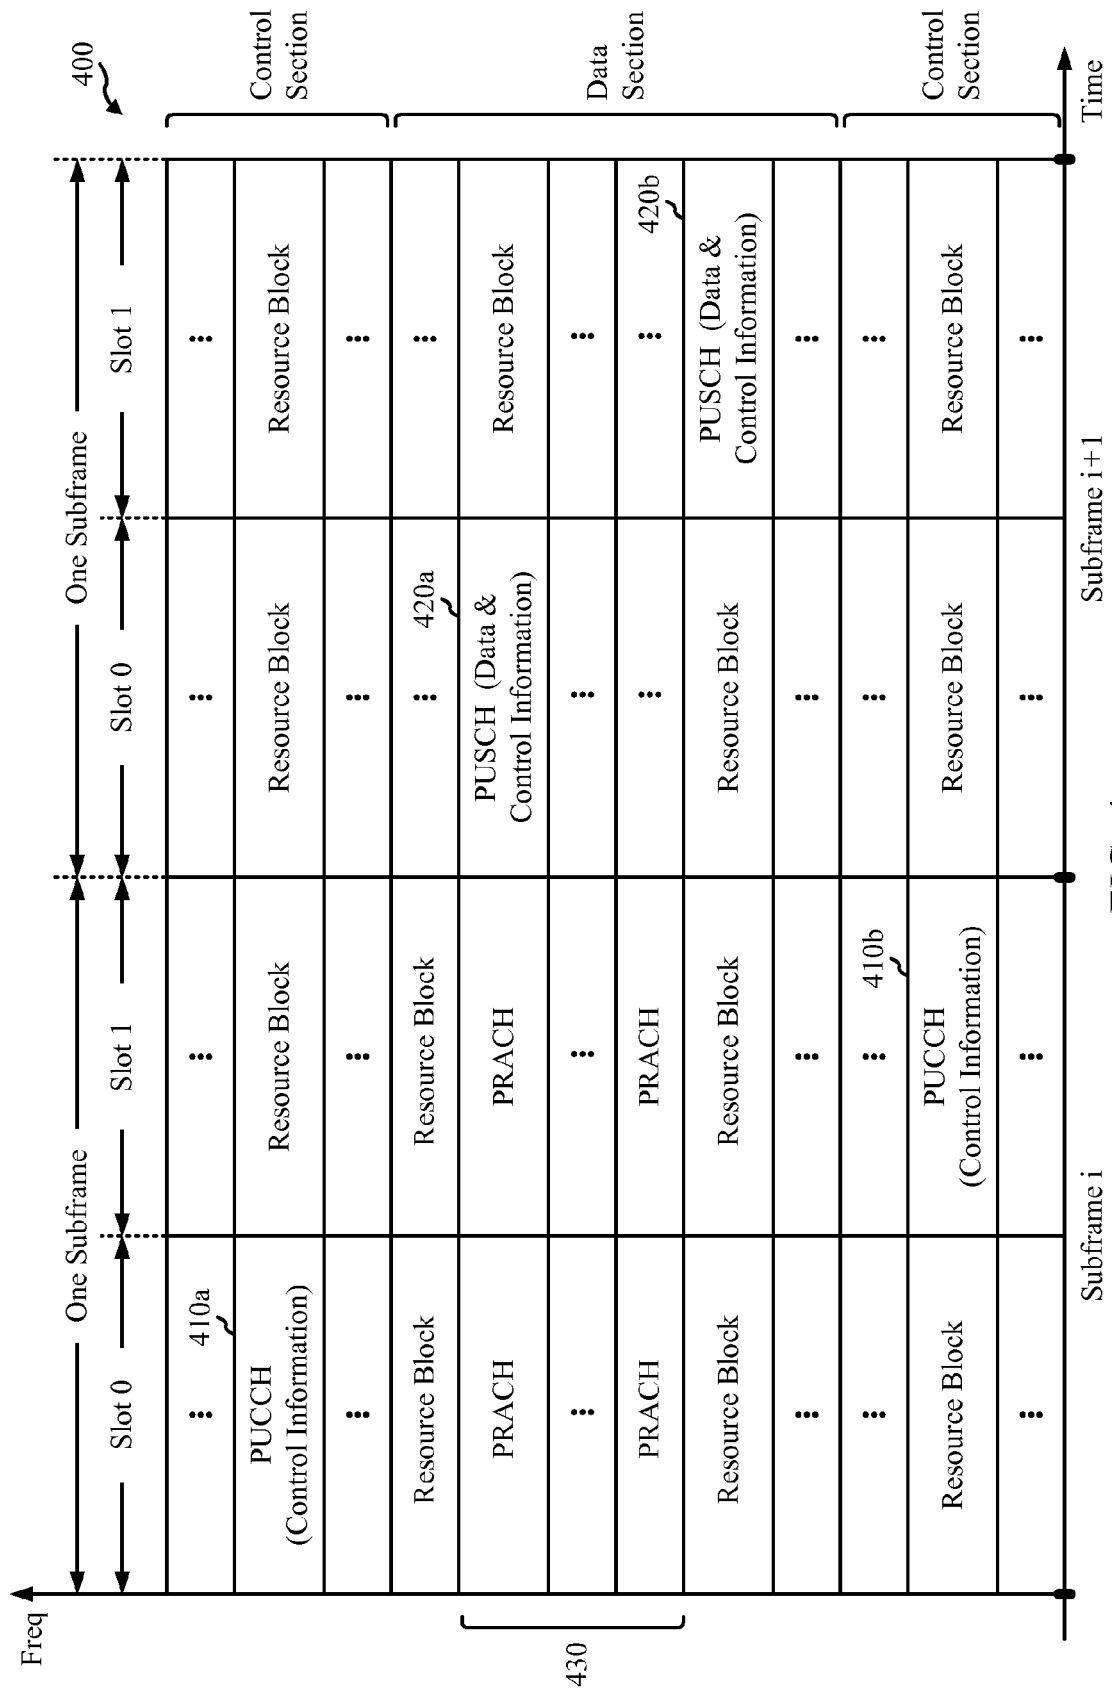 Freq
One Subframe
One Subframe
400
Slot 0
Slot 1
Slot 0
Slot 1
410a
PUCCH
(Control Information)
Resource Block
Resource Block
Resource Block
Control
Section
420a
Resource Block
Resource Block
430
PRACH
PRACH
PUSCH (Data &
Control Information)
Resource Block
Data
Section
PRACH
PRACH
420b
Resource Block
Resource Block
Resource Block
PUSCH (Data &
Control Information)
410b
Resource Block
PUCCH
(Control Information)
Resource Block
Resource Block
Control
Section
Subframe i
Subframe i+1
Time